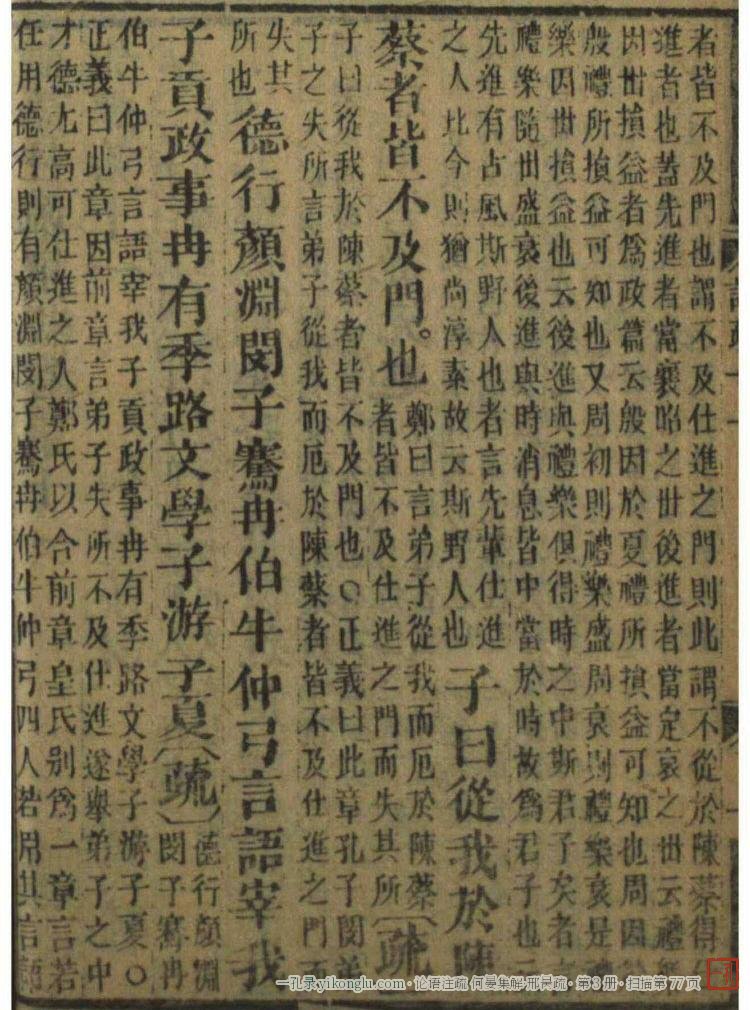 者皆不及門也謂不及仕進之門則此謂不從於陳蔡得
進者也蓋先進者當襄昭之世後進者當定哀之世云禮
因世損益者為政篇云殷因於夏禮所損益可知也周因
殷禮所損益可知也又周初則禮樂盛周衰則禮樂衰是
樂因世損益也云後進與禮樂俱得時之中斯君子矣者
禮樂隨世盛衰後進與時消息皆中當於時故為君子也
先進有古風斯野人也者言先輩仕進
之人比今則猶尚淳素故云斯野人也 子曰從我於陳
蔡者皆不及門。也 鄭曰言弟子從我而厄於陳蔡
者皆不及仕進之門而失其所 〔疏
子曰從我於陳蔡者皆不及門也○正義曰此章孔子閔弟
子之失所言弟子從我而厄於陳蔡者皆不及仕進之門
失其
所也 德行顏淵閔子騫冉伯牛仲弓言語宰我
子貢政事冉有季路文學子游子夏〔疏〕 德行顏淵
閔子騫冉
伯牛仲弓言語宰我子貢政事冉有季路文學子游子夏○
正義曰此章因前章言弟子失所不及仕進遂舉弟子之中
才德尤高可仕進之人鄭氏以合前章皇氏別為一章言若
任用德行則有顏淵閔子騫冉伯牛仲弓四人若用其言語
一孔录 yikonglu.com · 论语注疏 何晏集解 邢昺疏 · 第3册 · 扫描第77页